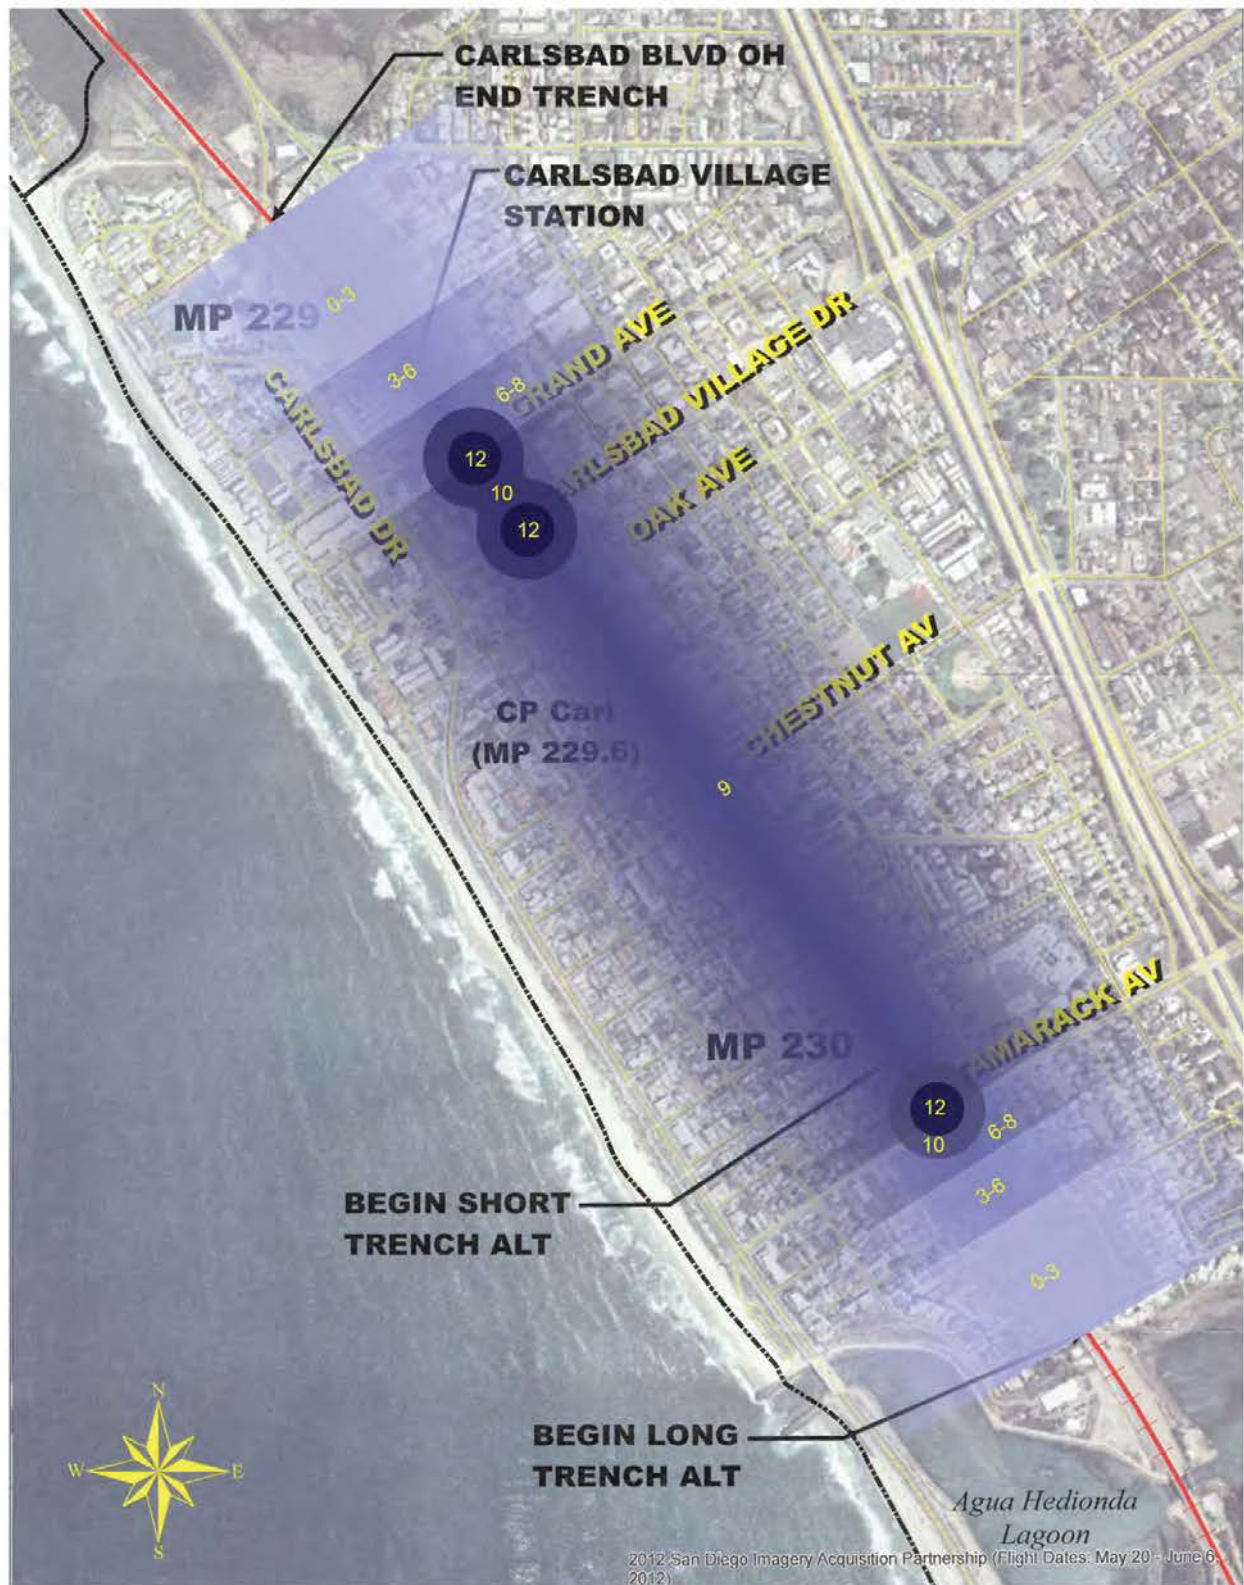 CARLSBAD BLVD OH
END TRENCH
CARLSBAD VILLAGE
STATION
MP 229
0-3
3-6
6-8
GRAND AVE
CARLSBAD DR
12
10
ARLSBAD VILLAGE DR
12
OAK AVE
CHESTNUT AV
CP Carl
(MP 229.6)
9
MP 230
TAMARACK AV
12
10
6-8
3-6
0-3
BEGIN SHORT
TRENCH ALT
BEGIN LONG
TRENCH ALT
N
W
E
S
Agua Hedionda
Lagoon
2012 San Diego Imagery Acquisition Partnership (Flight Dates: May 20 - June 6,
2012)